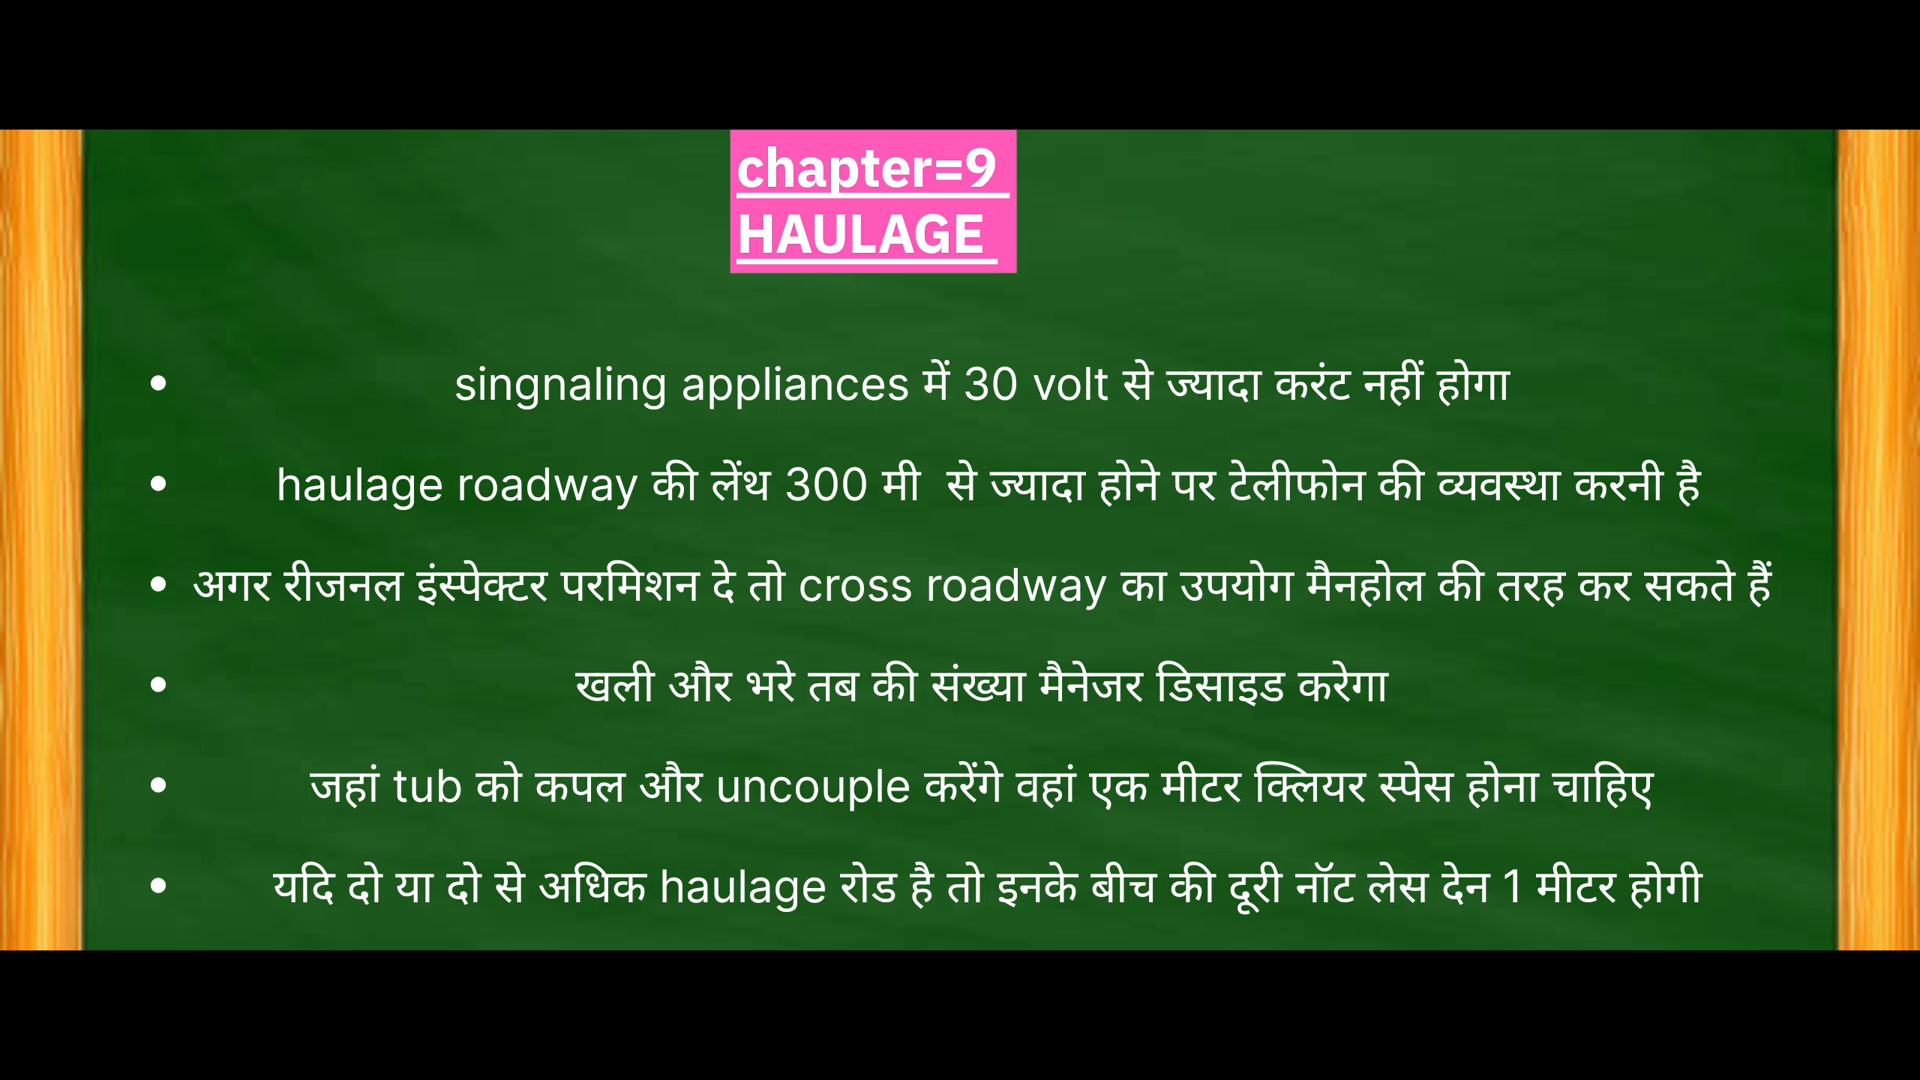 chapter=9
HAULAGE
• singnaling appliances में 30 volt से ज्यादा करंट नहीं होगा
• haulage roadway की लेंथ 300 मी से ज्यादा होने पर टेलीफोन की व्यवस्था करनी है
• अगर रीजनल इंस्पेक्टर परमिशन दे तो cross roadway का उपयोग मैनहोल की तरह कर सकते हैं
• खली और भरे तब की संख्या मैनेजर डिसाइड करेगा
• जहां tub को कपल और uncouple करेंगे वहां एक मीटर क्लियर स्पेस होना चाहिए
• यदि दो या दो से अधिक haulage रोड है तो इनके बीच की दूरी नॉट लेस देन 1 मीटर होगी